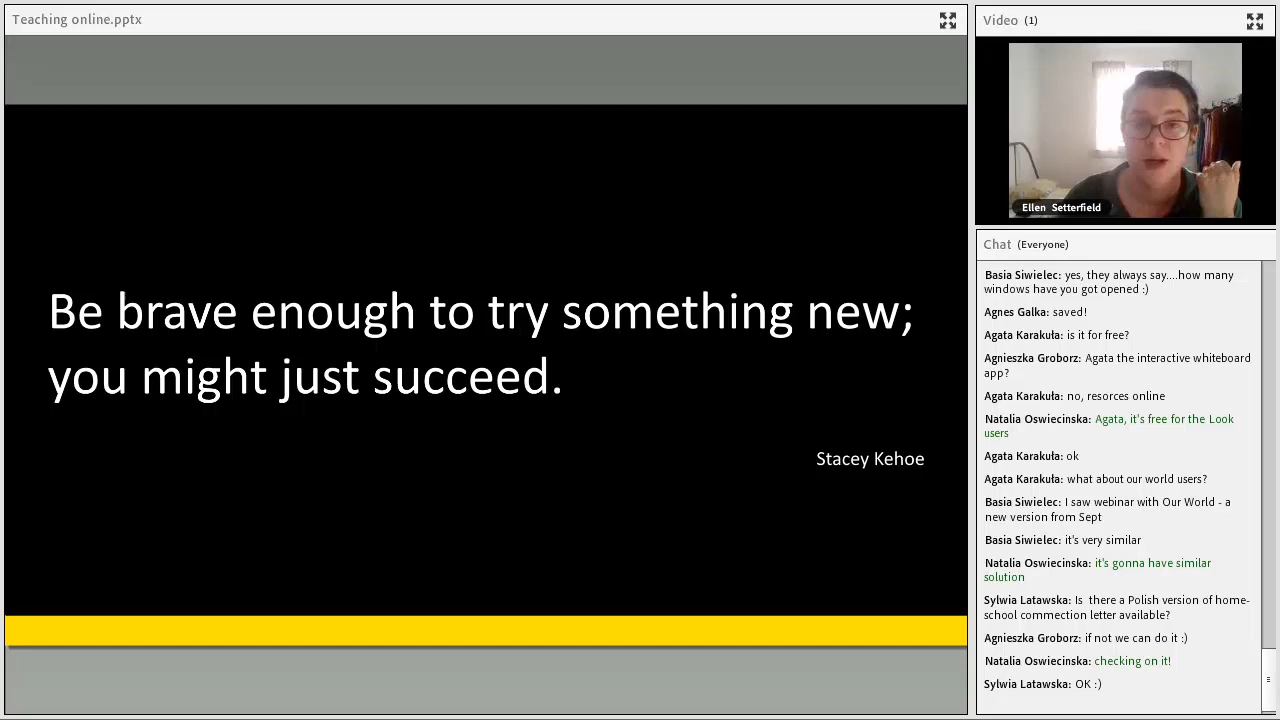 Teaching online.pptx
Be brave enough to try something new;
you might just succeed.
Stacey Kehoe
Video (1)
Ellen Setterfield
Chat (Everyone)
Basia Siwielec: yes, they always say....how many
windows have you got opened :)
Agnes Galka: saved!
Agata Karakuła: is it for free?
Agnieszka Groborz: Agata the interactive whiteboard
app?
Agata Karakuła: no, resorces online
Natalia Oswiecinska: Agata, it's free for the Look
users
Agata Karakuła: ok
Agata Karakuła: what about our world users?
Basia Siwielec: I saw webinar with Our World - a
new version from Sept
Basia Siwielec: it's very similar
Natalia Oswiecinska: it's gonna have similar
solution
Sylwia Latawska: Is there a Polish version of home-
school commection letter available?
Agnieszka Groborz: if not we can do it :)
Natalia Oswiecinska: checking on it!
Sylwia Latawska: OK :)